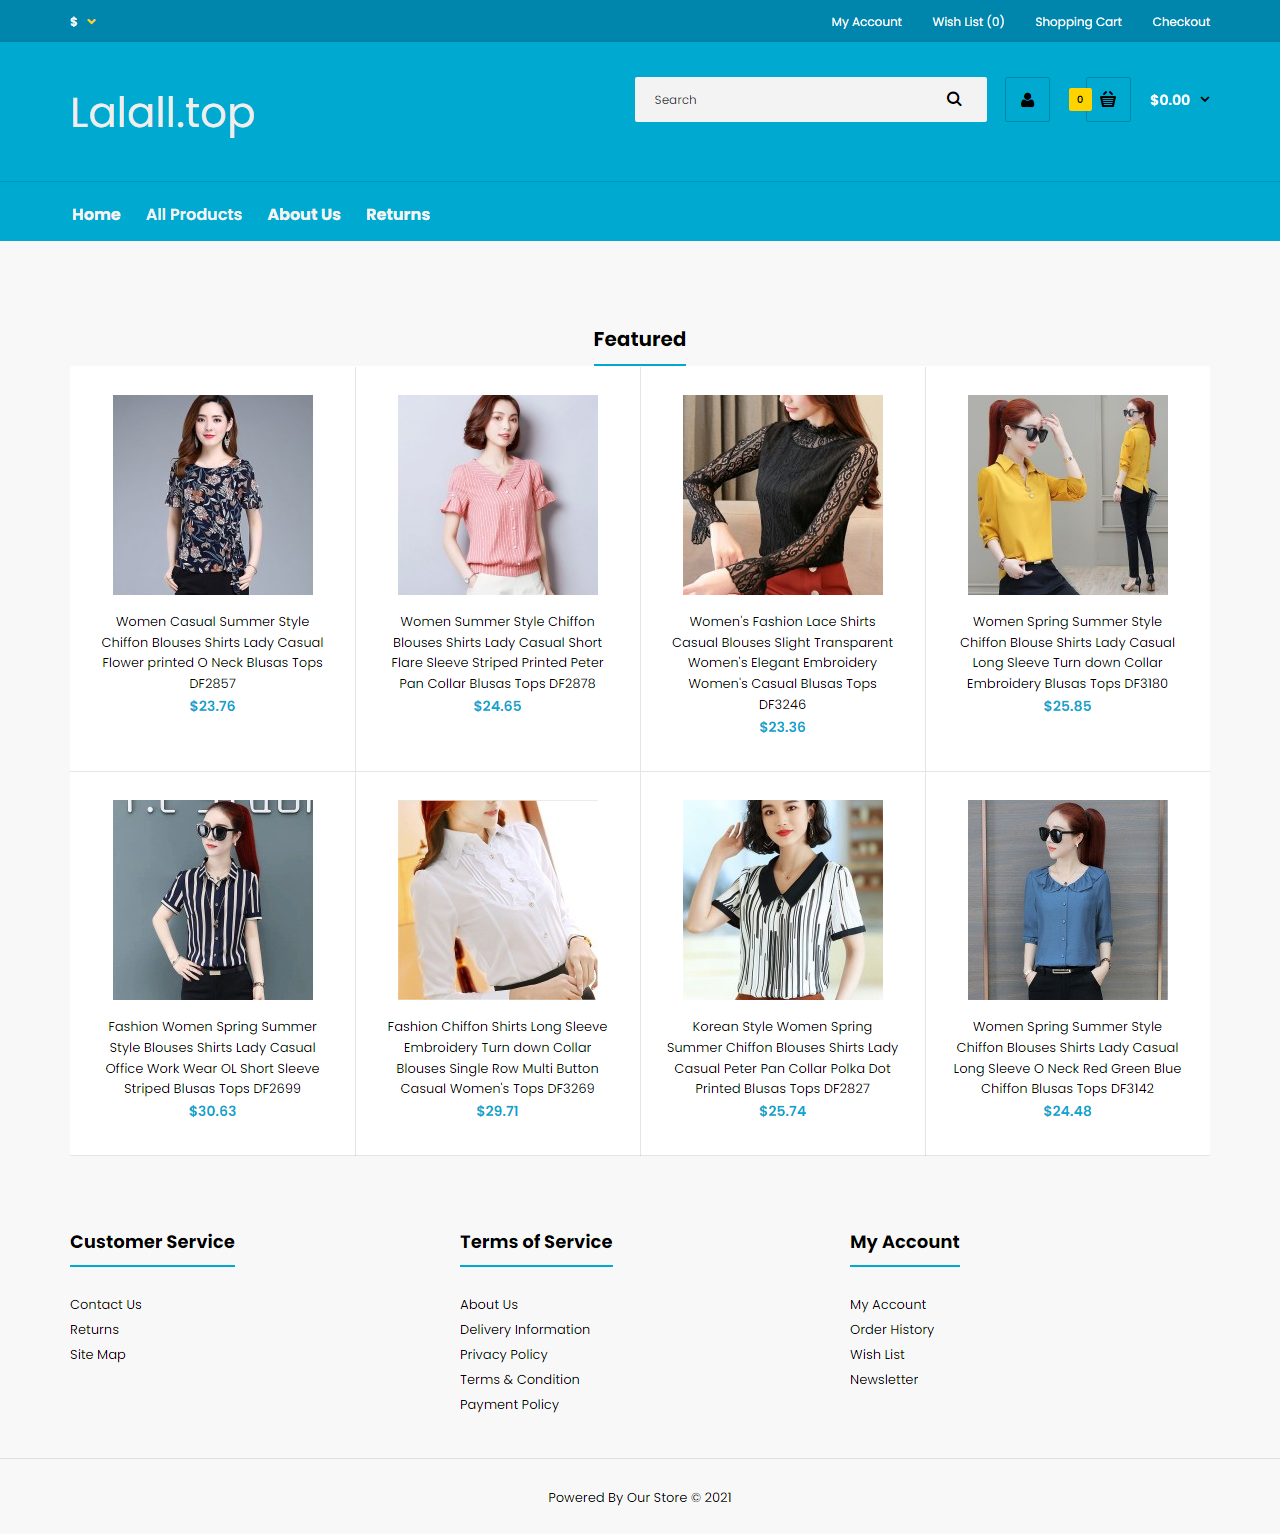 $
My Account Wish List (0) Shopping Cart Checkout
Lalall.top
Search
0
$0.00
Home All Products About Us Returns
Featured
Women Casual Summer Style
Chiffon Blouses Shirts Lady Casual
Flower printed O Neck Blusas Tops
DF2857
$23.76
Women Summer Style Chiffon
Blouses Shirts Lady Casual Short
Flare Sleeve Striped Printed Peter
Pan Collar Blusas Tops DF2878
$24.65
Women's Fashion Lace Shirts
Casual Blouses Slight Transparent
Women's Elegant Embroidery
Women's Casual Blusas Tops
DF3246
$23.36
Women Spring Summer Style
Chiffon Blouse Shirts Lady Casual
Long Sleeve Turn down Collar
Embroidery Blusas Tops DF3180
$25.85
Fashion Women Spring Summer
Style Blouses Shirts Lady Casual
Office Work Wear OL Short Sleeve
Striped Blusas Tops DF2699
$30.63
Fashion Chiffon Shirts Long Sleeve
Embroidery Turn down Collar
Blouses Single Row Multi Button
Casual Women's Tops DF3269
$29.71
Korean Style Women Spring
Summer Chiffon Blouses Shirts Lady
Casual Peter Pan Collar Polka Dot
Printed Blusas Tops DF2827
$25.74
Women Spring Summer Style
Chiffon Blouses Shirts Lady Casual
Long Sleeve O Neck Red Green Blue
Chiffon Blusas Tops DF3142
$24.48
Customer Service
Contact Us
Returns
Site Map
Terms of Service
About Us
Delivery Information
Privacy Policy
Terms & Condition
Payment Policy
My Account
My Account
Order History
Wish List
Newsletter
Powered By Our Store © 2021